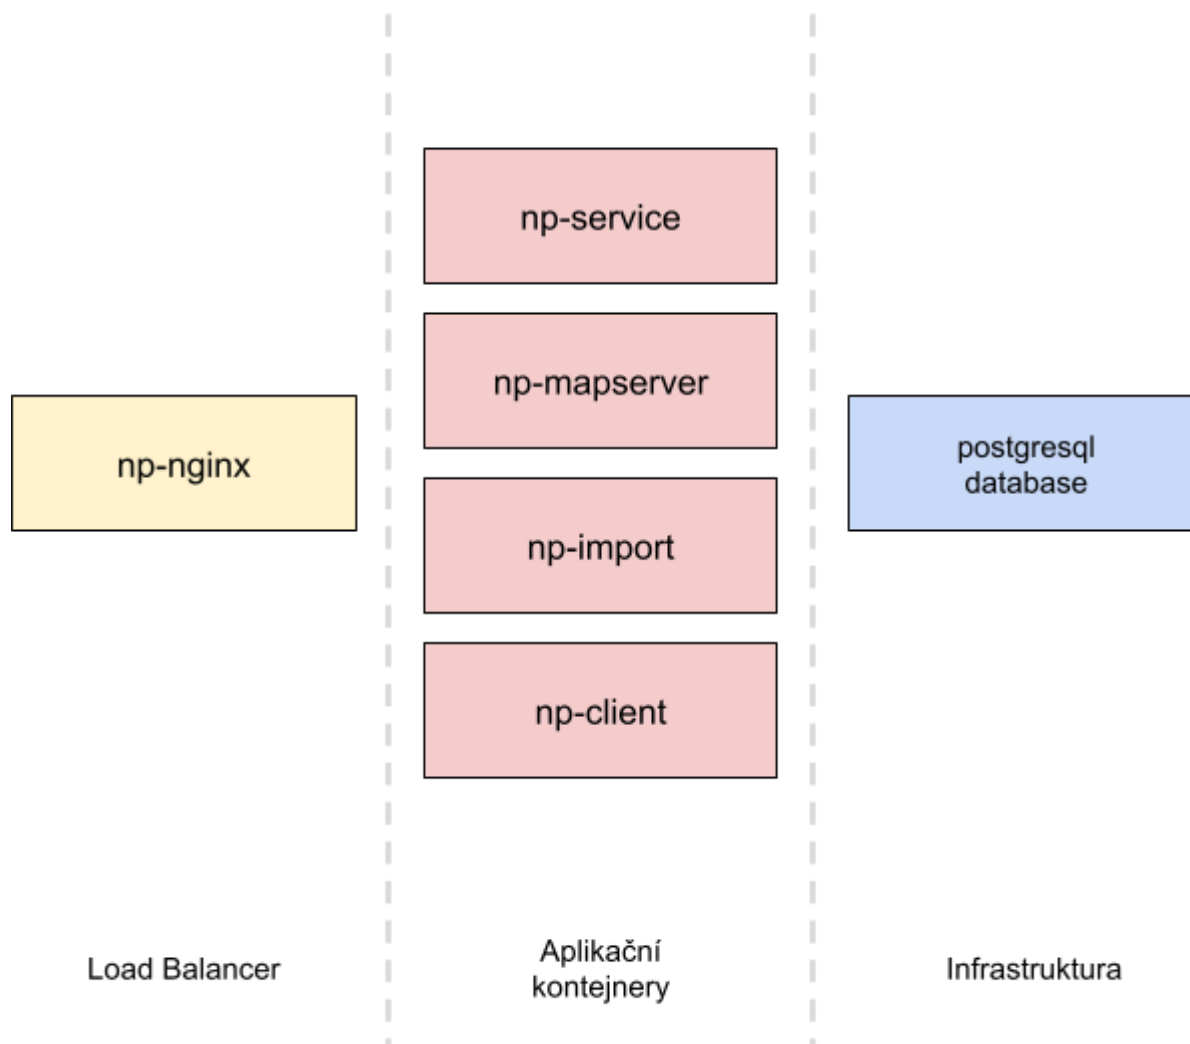 np-service
np-mapserver
np-nginx
postgresql
database
np-import
np-client
Load Balancer
Aplikační
kontejnery
Infrastruktura